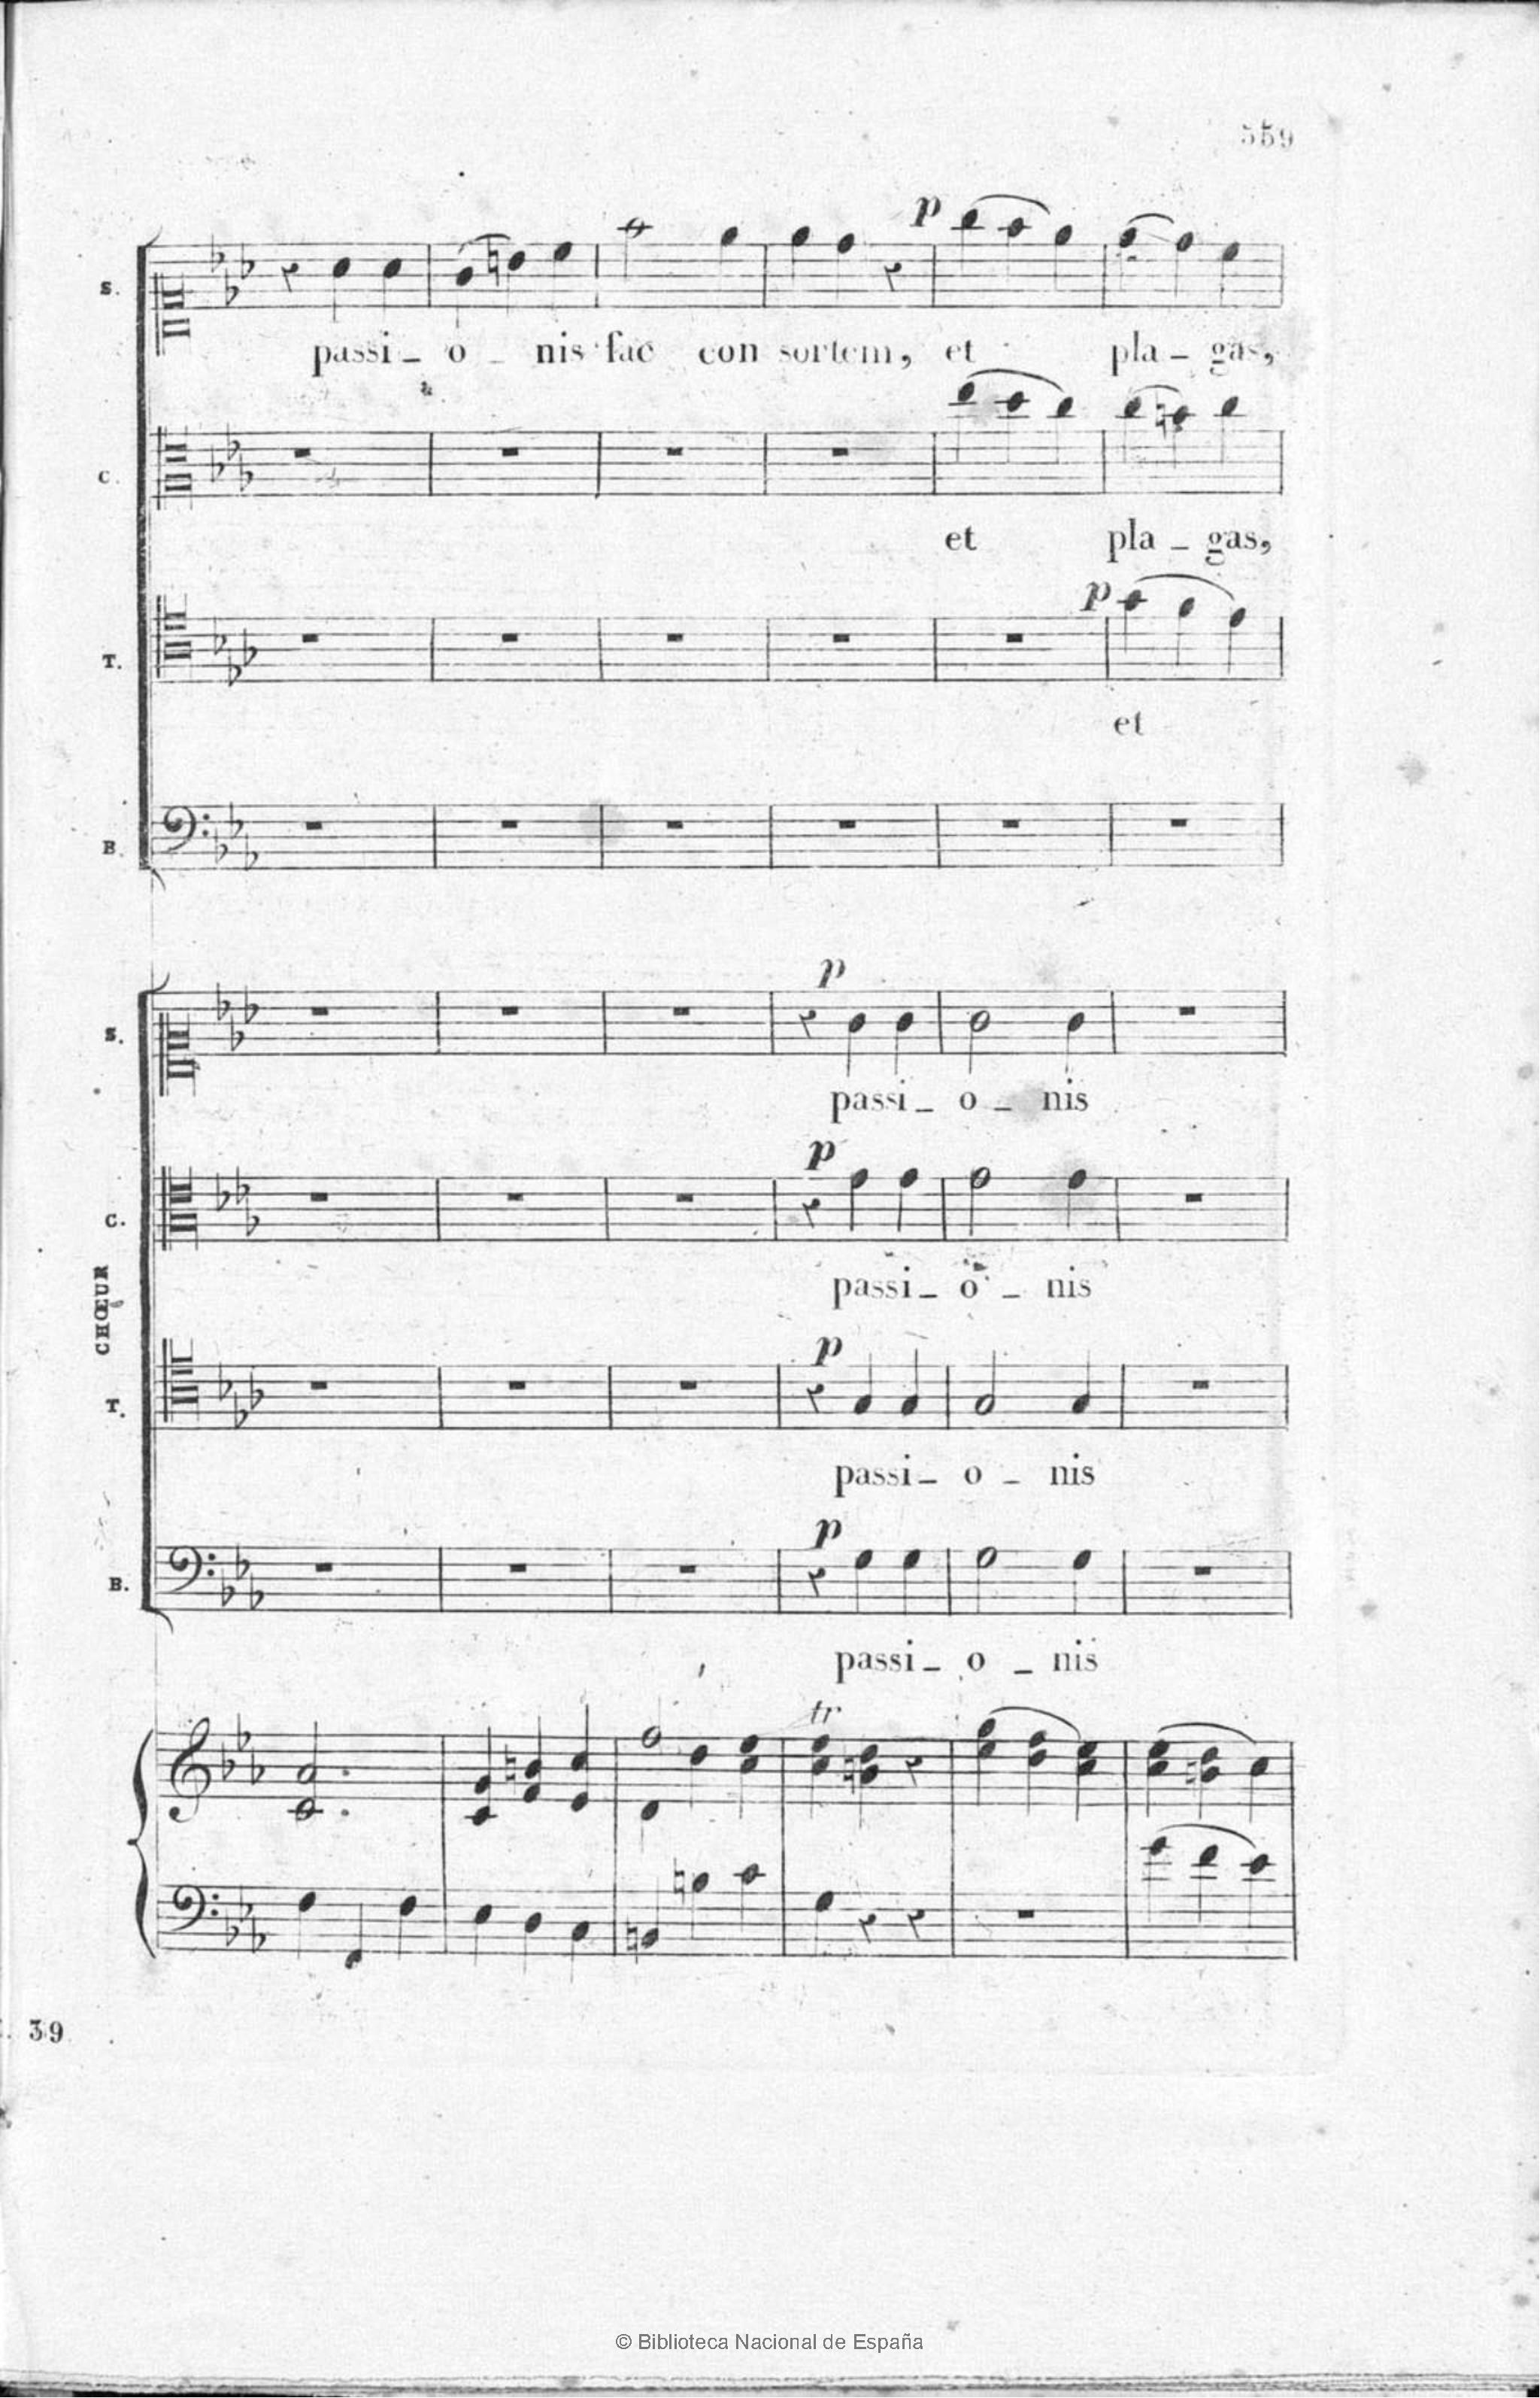 559
p
S.
passi_ o _ nis fac con sortem, et pla _ gas,
C.
et pla _ gas,
p
T.
et
B.
p
S.
passi _ o _ nis
p
C.
passi _ o _ nis
CHŒUR
p
T.
passi _ o _ nis
p
B.
passi _ o _ nis
tr
39
© Biblioteca Nacional de España